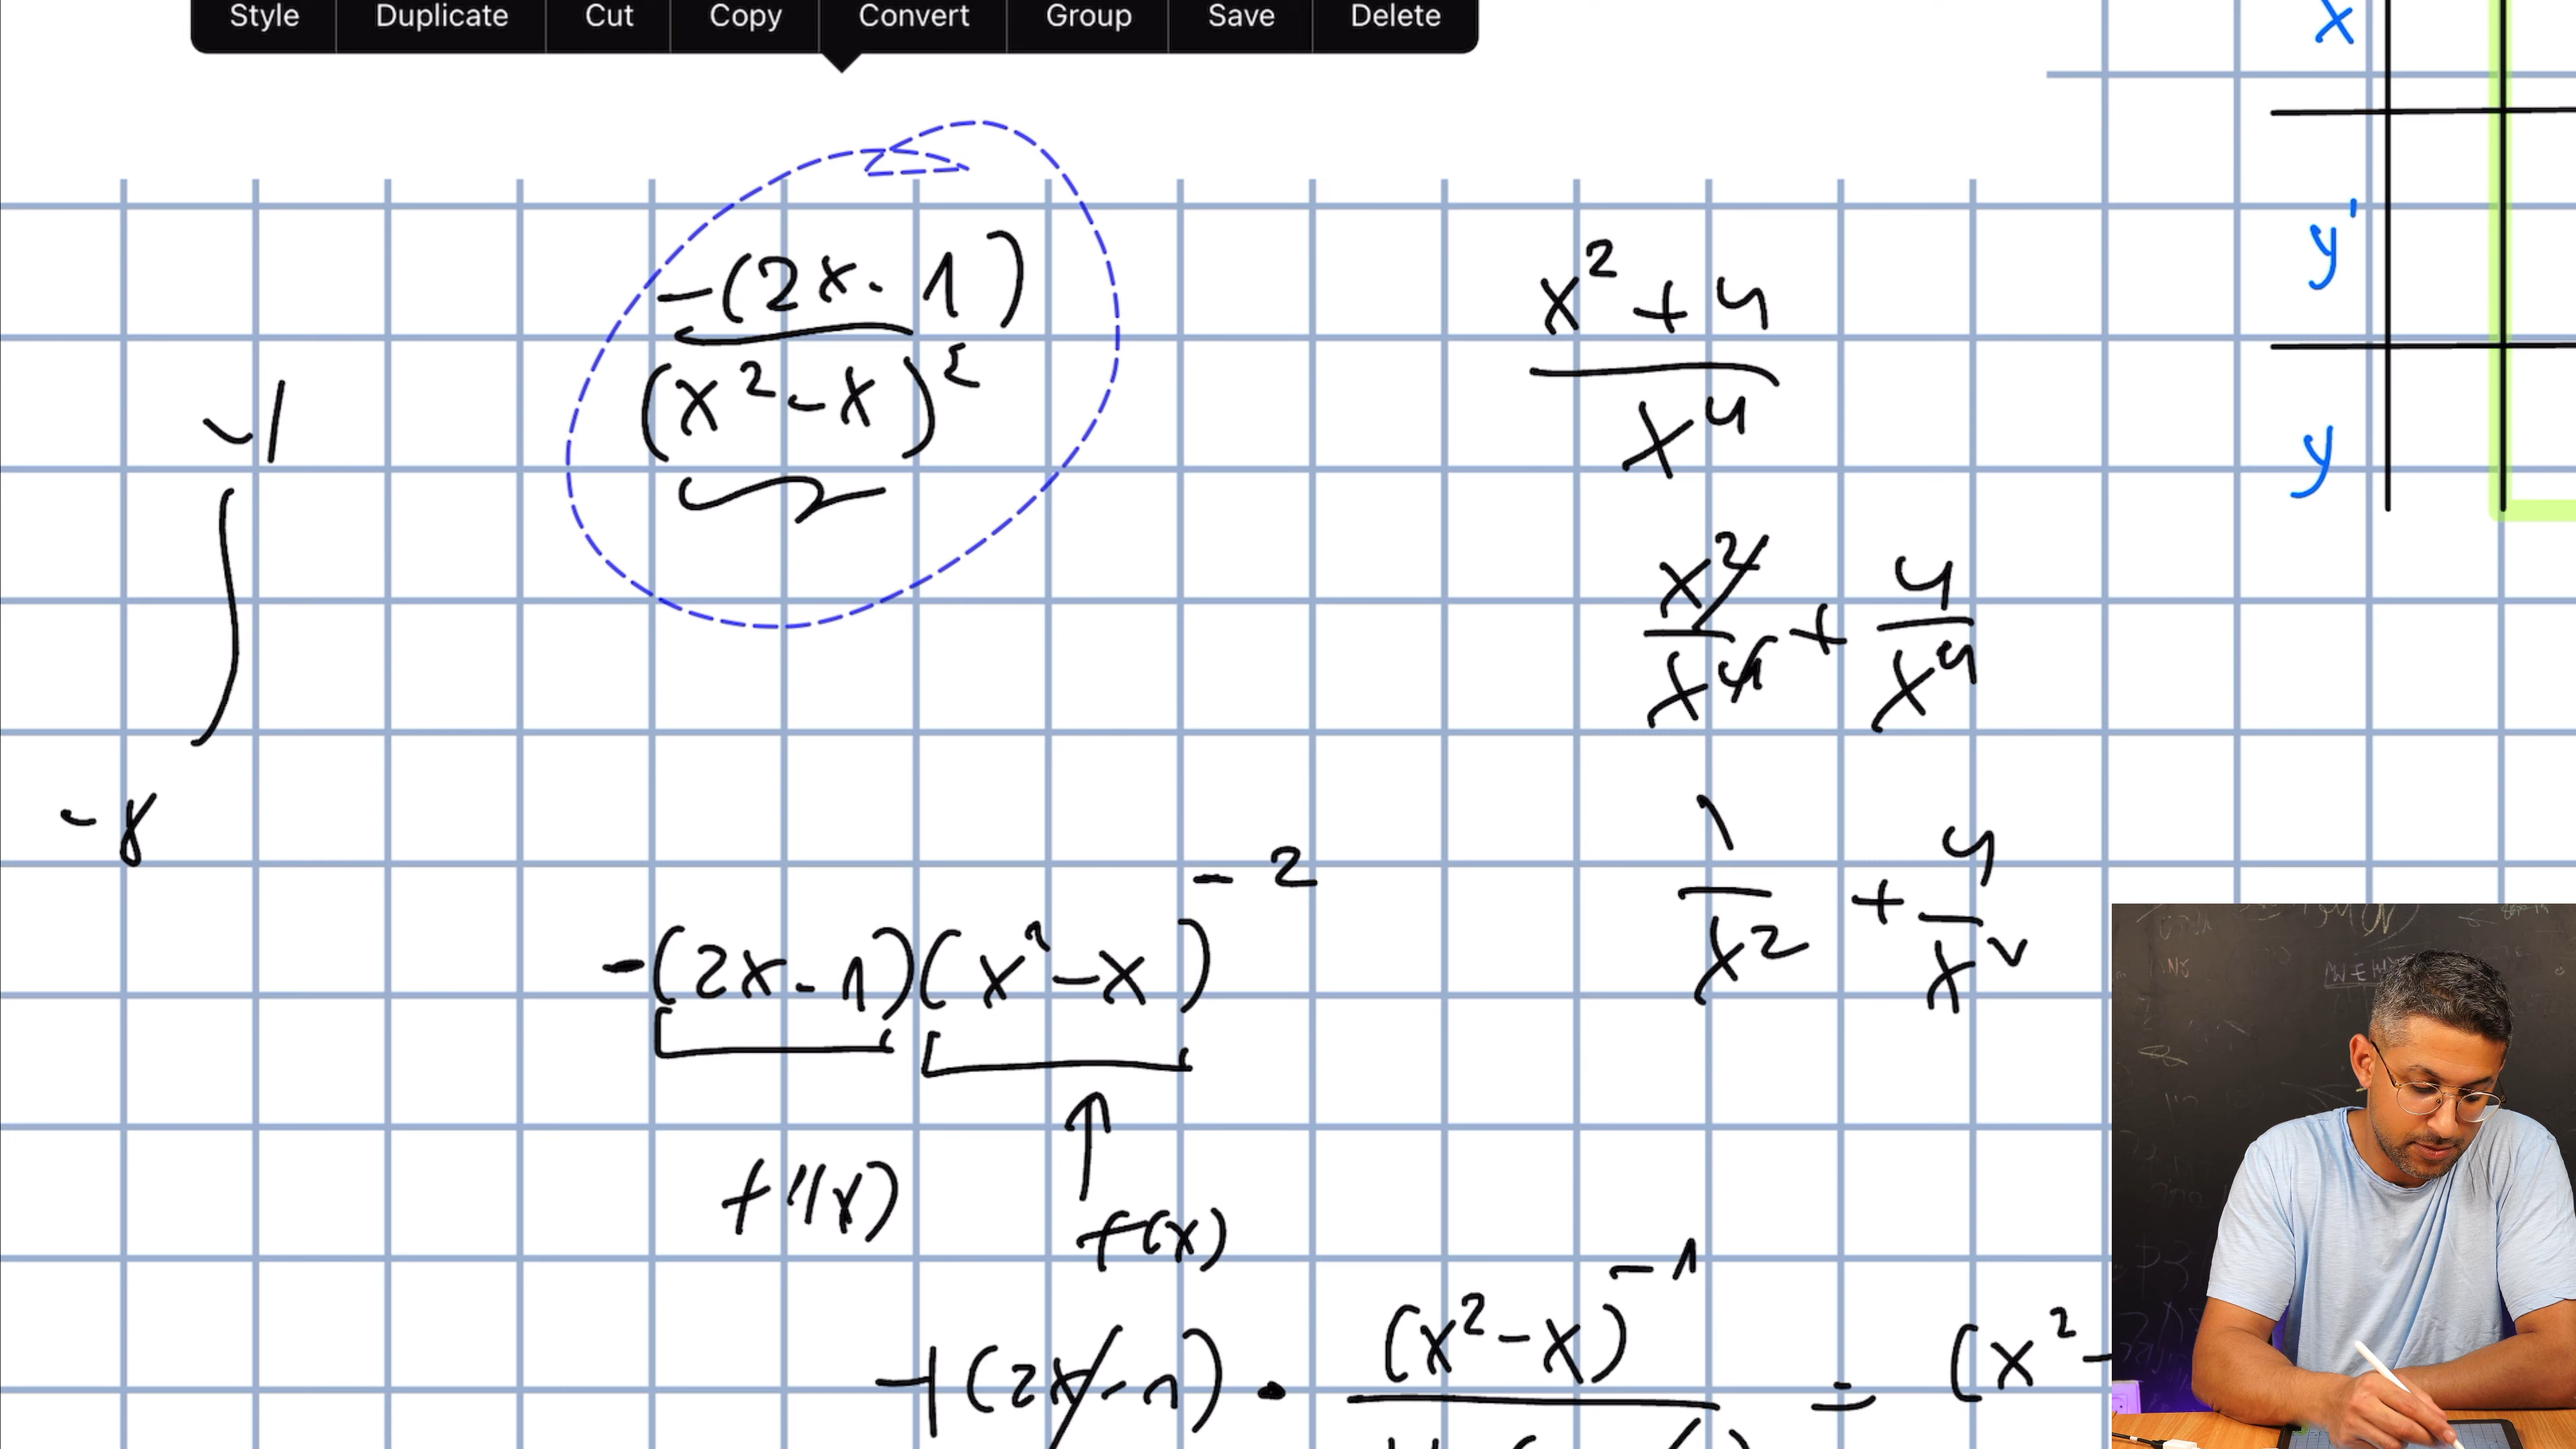 Style Duplicate Cut Copy Convert Group Save Delete
x
y'
y
-(2x-1)
(x²-x)²
x²+4
x⁴
-1
∫
-8
x² + 4
x⁴ x⁴
1 + 4
x² x⁴
-(2x-1)(x²-x)⁻²
f'(x)
f(x)
-1(2x-1) · (x²-x)⁻¹ = (x²-